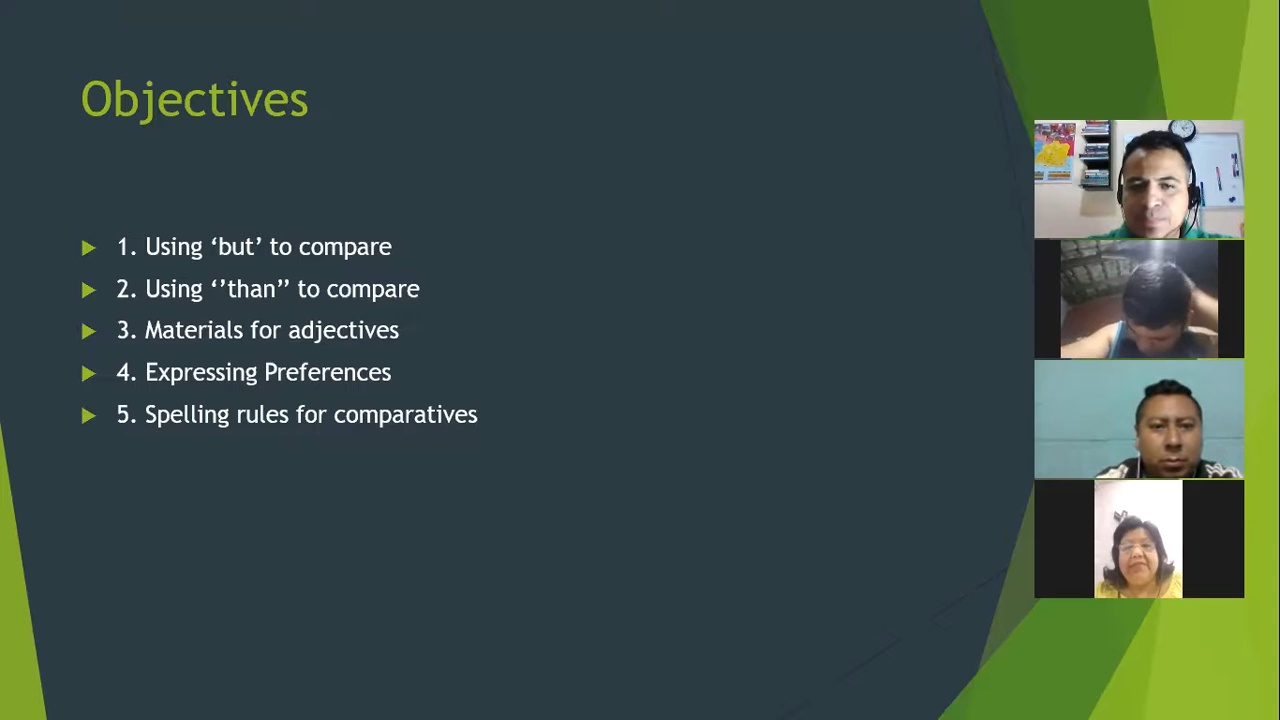 Objectives
1. Using ‘but’ to compare
2. Using ‘’than’’ to compare
3. Materials for adjectives
4. Expressing Preferences
5. Spelling rules for comparatives